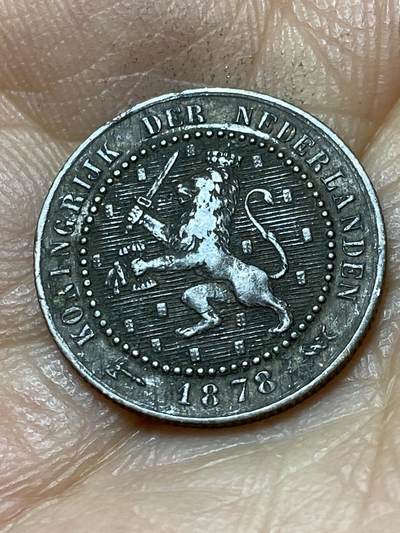 KONINGRIJK DER NEDERLANDEN
1878